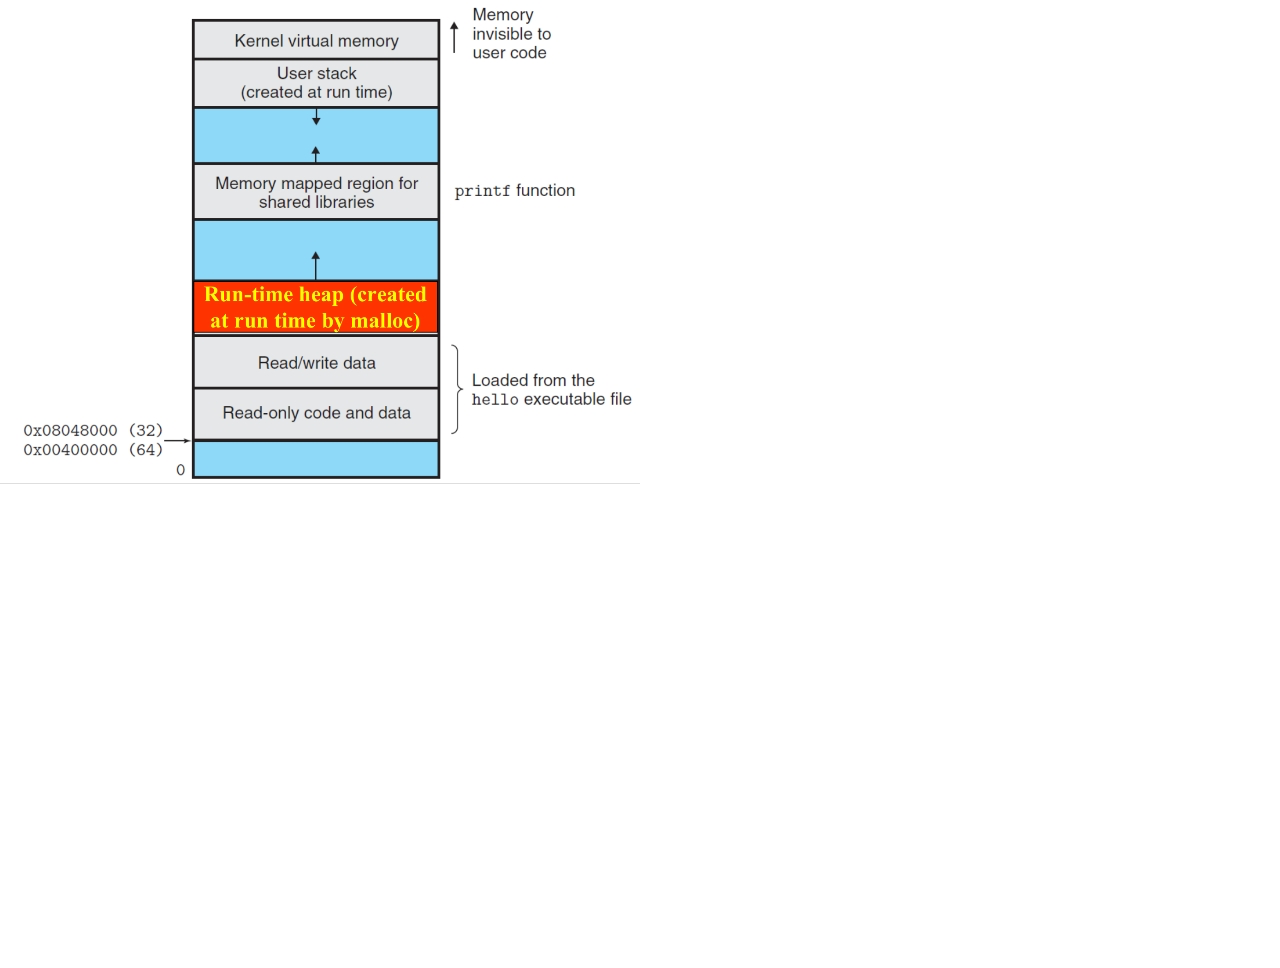 Memory
invisible to
user code
Kernel virtual memory
User stack
(created at run time)
Memory mapped region for
shared libraries
printf function
Run-time heap (created
at run time by malloc)
Read/write data
Loaded from the
hello executable file
Read-only code and data
0x08048000 (32)
0x00400000 (64)
0